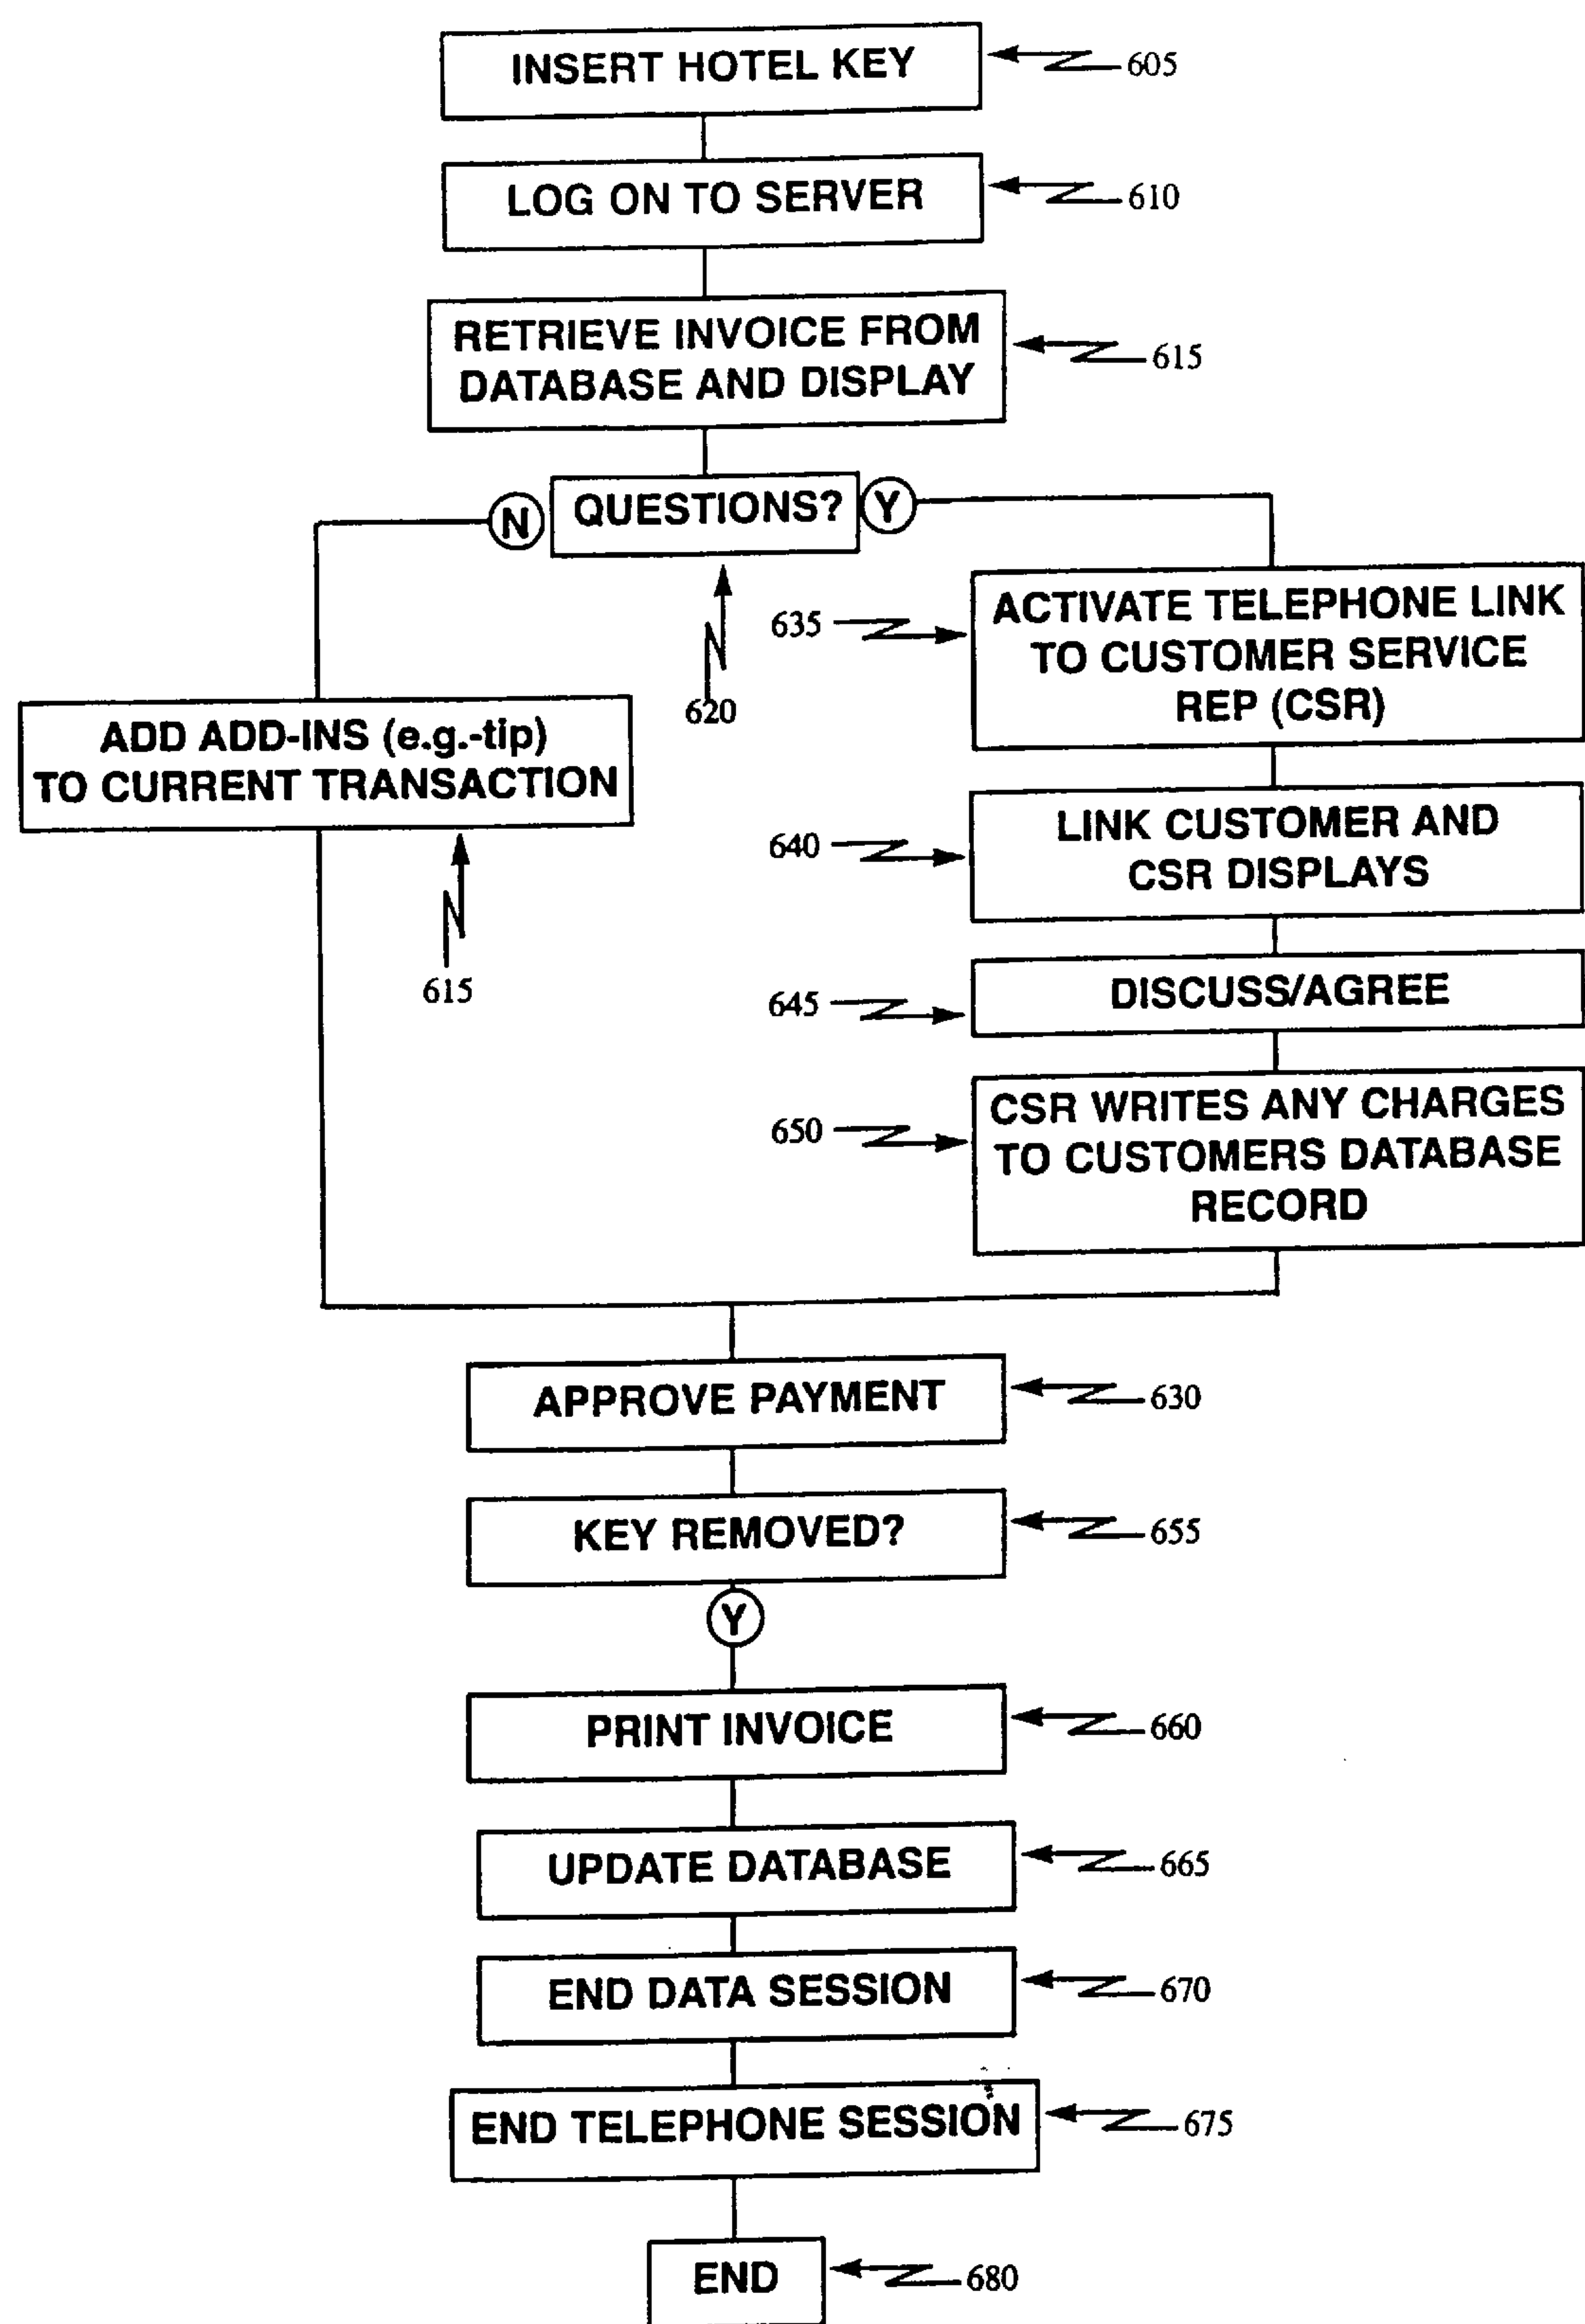 INSERT HOTEL KEY
605
LOG ON TO SERVER
610
RETRIEVE INVOICE FROM
DATABASE AND DISPLAY
615
N
QUESTIONS?
Y
620
ADD ADD-INS (e.g.-tip)
TO CURRENT TRANSACTION
615
635
ACTIVATE TELEPHONE LINK
TO CUSTOMER SERVICE
REP (CSR)
640
LINK CUSTOMER AND
CSR DISPLAYS
645
DISCUSS/AGREE
650
CSR WRITES ANY CHARGES
TO CUSTOMERS DATABASE
RECORD
APPROVE PAYMENT
630
KEY REMOVED?
655
Y
PRINT INVOICE
660
UPDATE DATABASE
665
END DATA SESSION
670
END TELEPHONE SESSION
675
END
680